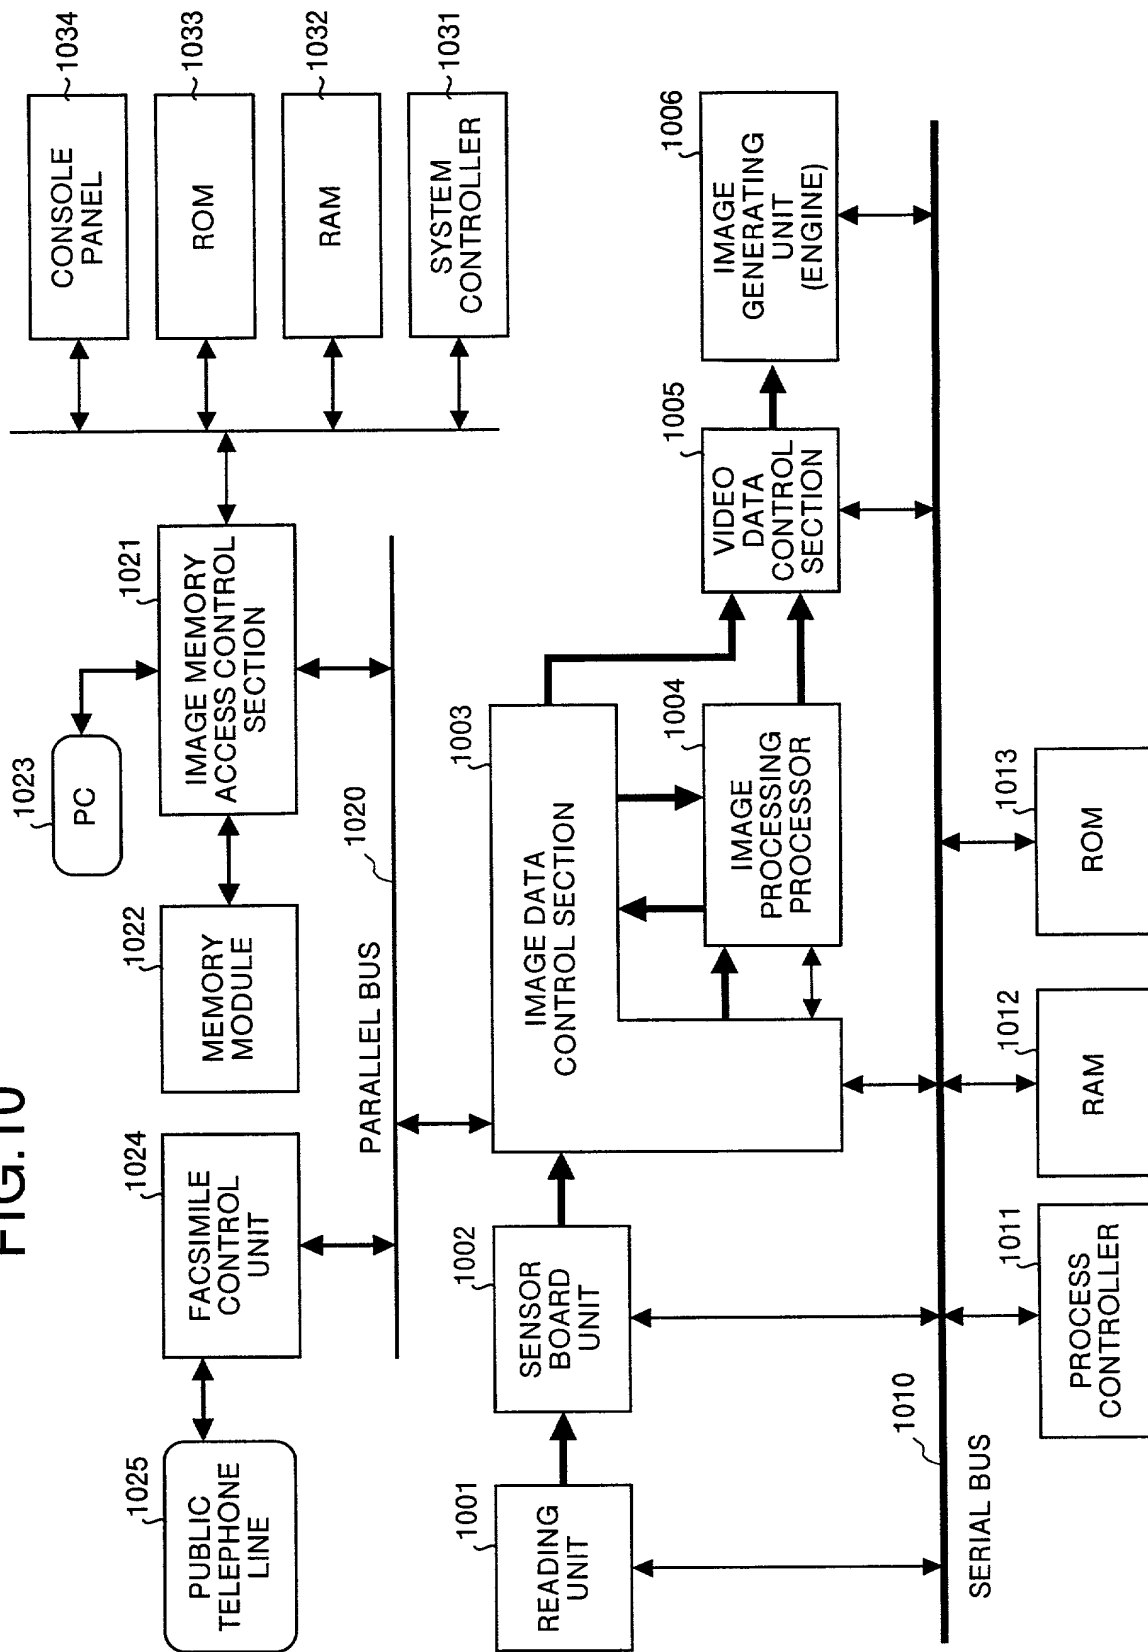 FIG.10
1025
PUBLIC
TELEPHONE
LINE
1024
FACSIMILE
CONTROL
UNIT
1022
MEMORY
MODULE
1023
PC
1021
IMAGE MEMORY
ACCESS CONTROL
SECTION
CONSOLE
PANEL
1034
ROM
1033
RAM
1032
SYSTEM
CONTROLLER
1031
PARALLEL BUS
1020
1001
READING
UNIT
1002
SENSOR
BOARD
UNIT
1003
IMAGE DATA
CONTROL SECTION
1004
IMAGE
PROCESSING
PROCESSOR
1005
VIDEO
DATA
CONTROL
SECTION
1006
IMAGE
GENERATING
UNIT
(ENGINE)
SERIAL BUS
1010
1011
PROCESS
CONTROLLER
1012
RAM
1013
ROM